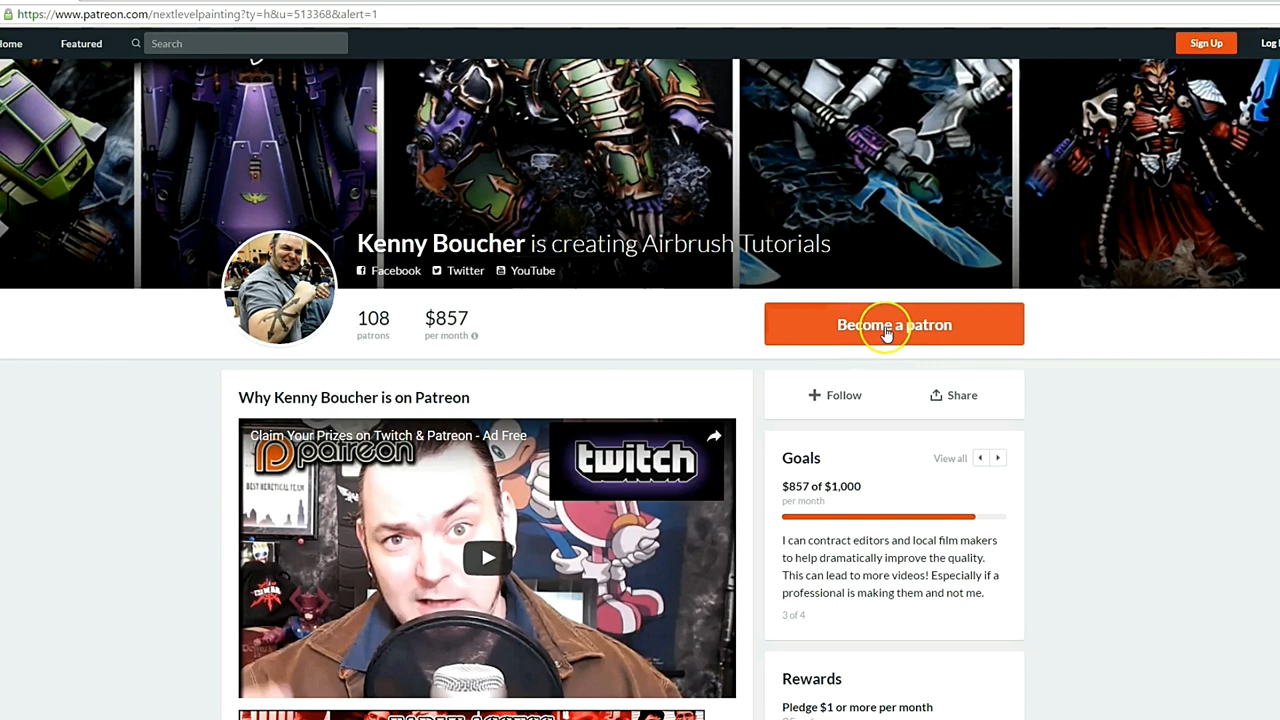 https://www.patreon.com/nextlevelpainting?ty=h&u=513368&alert=1
Home Featured Search Sign Up Log
Kenny Boucher is creating Airbrush Tutorials
Facebook Twitter YouTube
108 $857
patrons per month
Become a patron
Why Kenny Boucher is on Patreon
Follow Share
Claim Your Prizes on Twitch & Patreon - Ad Free
patreon
twitch
BEST HERETICAL TEAM
Goals View all
$857 of $1,000
per month
I can contract editors and local film makers
to help dramatically improve the quality.
This can lead to more videos! Especially if a
professional is making them and not me.
3 of 4
Rewards
Pledge $1 or more per month
EARLY ACCESS